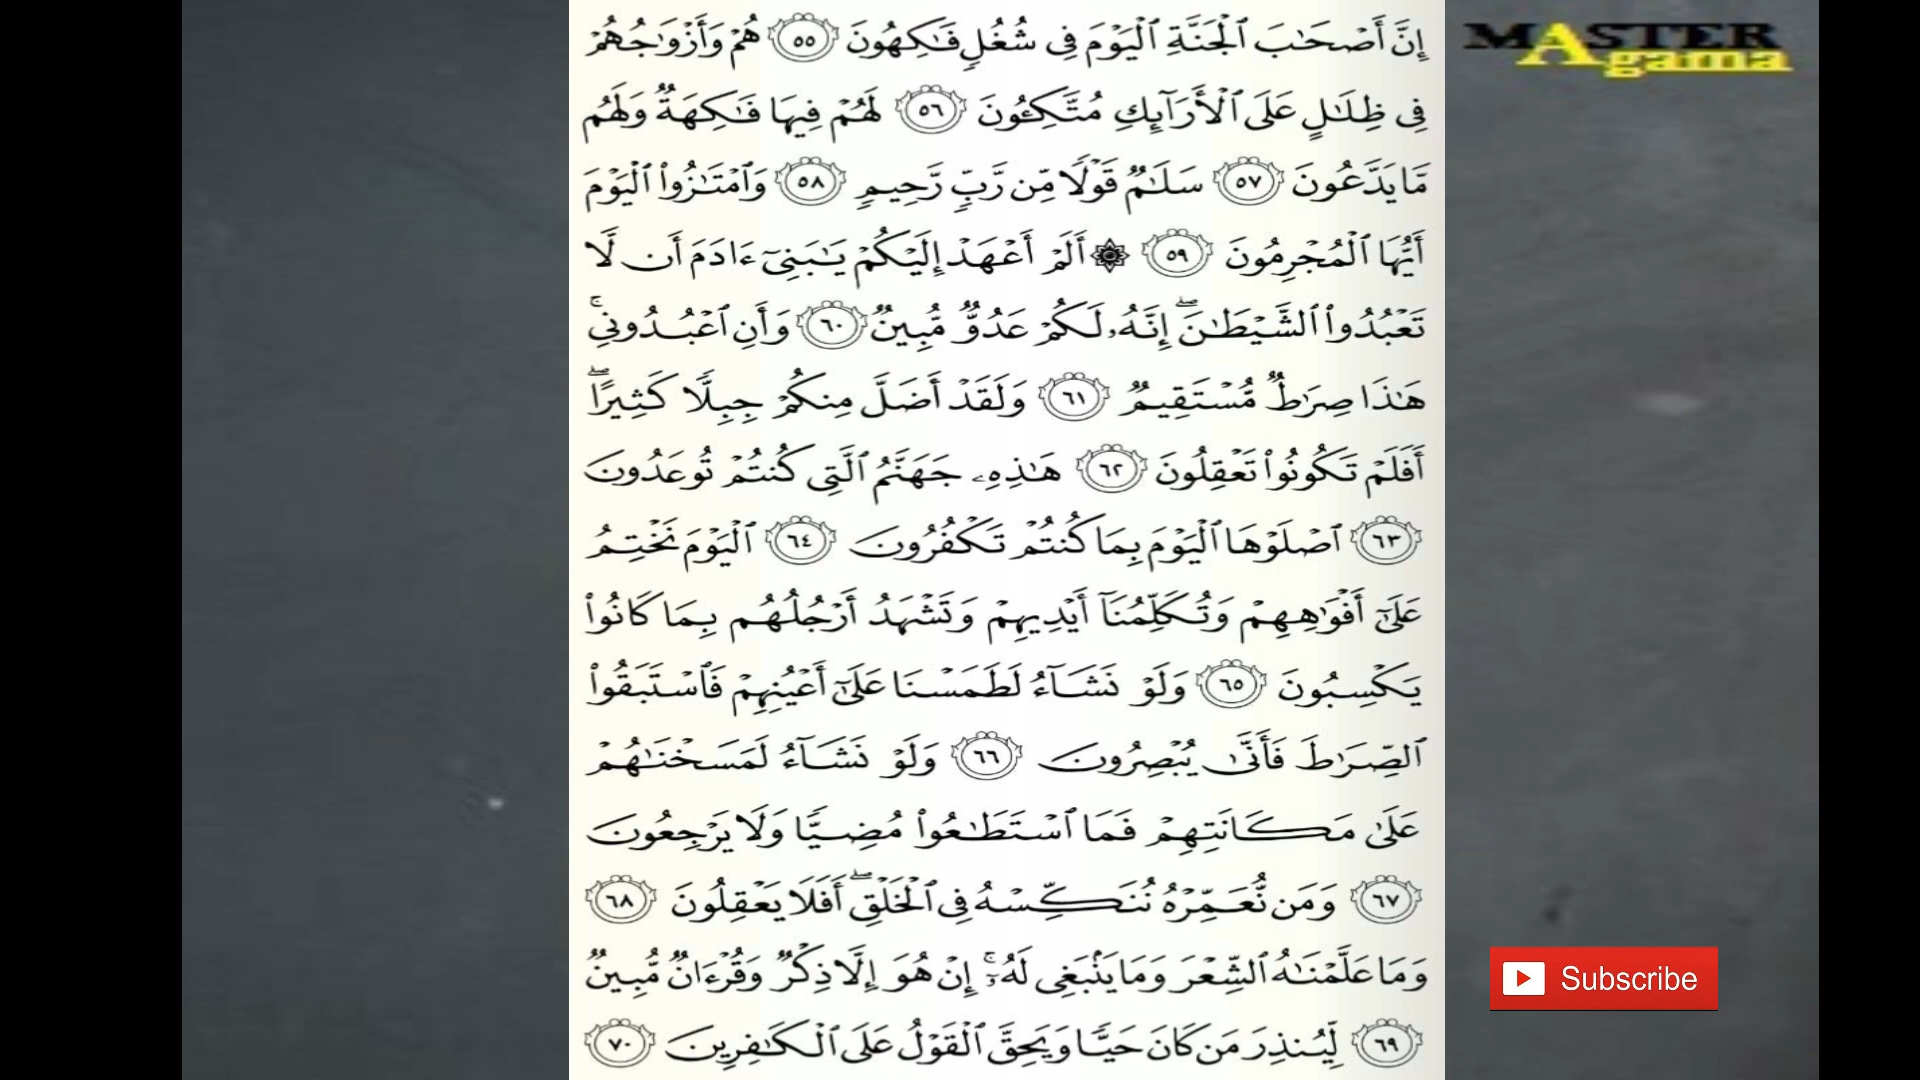 إِنَّ أَصْحَٰبَ ٱلْجَنَّةِ ٱلْيَوْمَ فِى شُغُلٍ فَٰكِهُونَ ٥٥ هُمْ وَأَزْوَٰجُهُمْ
فِى ظِلَٰلٍ عَلَى ٱلْأَرَآئِكِ مُتَّكِـُٔونَ ٥٦ لَهُمْ فِيهَا فَٰكِهَةٌ وَلَهُم
مَّا يَدَّعُونَ ٥٧ سَلَٰمٌ قَوْلًا مِّن رَّبٍّ رَّحِيمٍ ٥٨ وَٱمْتَٰزُوا۟ ٱلْيَوْمَ
أَيُّهَا ٱلْمُجْرِمُونَ ٥٩ ۞ أَلَمْ أَعْهَدْ إِلَيْكُمْ يَٰبَنِىٓ ءَادَمَ أَن لَّا
تَعْبُدُوا۟ ٱلشَّيْطَٰنَ ۖ إِنَّهُۥ لَكُمْ عَدُوٌّ مُّبِينٌ ٦٠ وَأَنِ ٱعْبُدُونِى ۚ
هَٰذَا صِرَٰطٌ مُّسْتَقِيمٌ ٦١ وَلَقَدْ أَضَلَّ مِنكُمْ جِبِلًّا كَثِيرًا ۖ
أَفَلَمْ تَكُونُوا۟ تَعْقِلُونَ ٦٢ هَٰذِهِۦ جَهَنَّمُ ٱلَّتِى كُنتُمْ تُوعَدُونَ
٦٣ ٱصْلَوْهَا ٱلْيَوْمَ بِمَا كُنتُمْ تَكْفُرُونَ ٦٤ ٱلْيَوْمَ نَخْتِمُ
عَلَىٰٓ أَفْوَٰهِهِمْ وَتُكَلِّمُنَآ أَيْدِيهِمْ وَتَشْهَدُ أَرْجُلُهُم بِمَا كَانُوا۟
يَكْسِبُونَ ٦٥ وَلَوْ نَشَآءُ لَطَمَسْنَا عَلَىٰٓ أَعْيُنِهِمْ فَٱسْتَبَقُوا۟
ٱلصِّرَٰطَ فَأَنَّىٰ يُبْصِرُونَ ٦٦ وَلَوْ نَشَآءُ لَمَسَخْنَٰهُمْ
عَلَىٰ مَكَانَتِهِمْ فَمَا ٱسْتَطَٰعُوا۟ مُضِيًّا وَلَا يَرْجِعُونَ
٦٧ وَمَن نُّعَمِّرْهُ نُنَكِّسْهُ فِى ٱلْخَلْقِ ۖ أَفَلَا يَعْقِلُونَ ٦٨
وَمَا عَلَّمْنَٰهُ ٱلشِّعْرَ وَمَا يَنۢبَغِى لَهُۥٓ ۚ إِنْ هُوَ إِلَّا ذِكْرٌ وَقُرْءَانٌ مُّبِينٌ
٦٩ لِّيُنذِرَ مَن كَانَ حَيًّا وَيَحِقَّ ٱلْقَوْلُ عَلَى ٱلْكَٰفِرِينَ ٧٠
MASTER
Agama
Subscribe